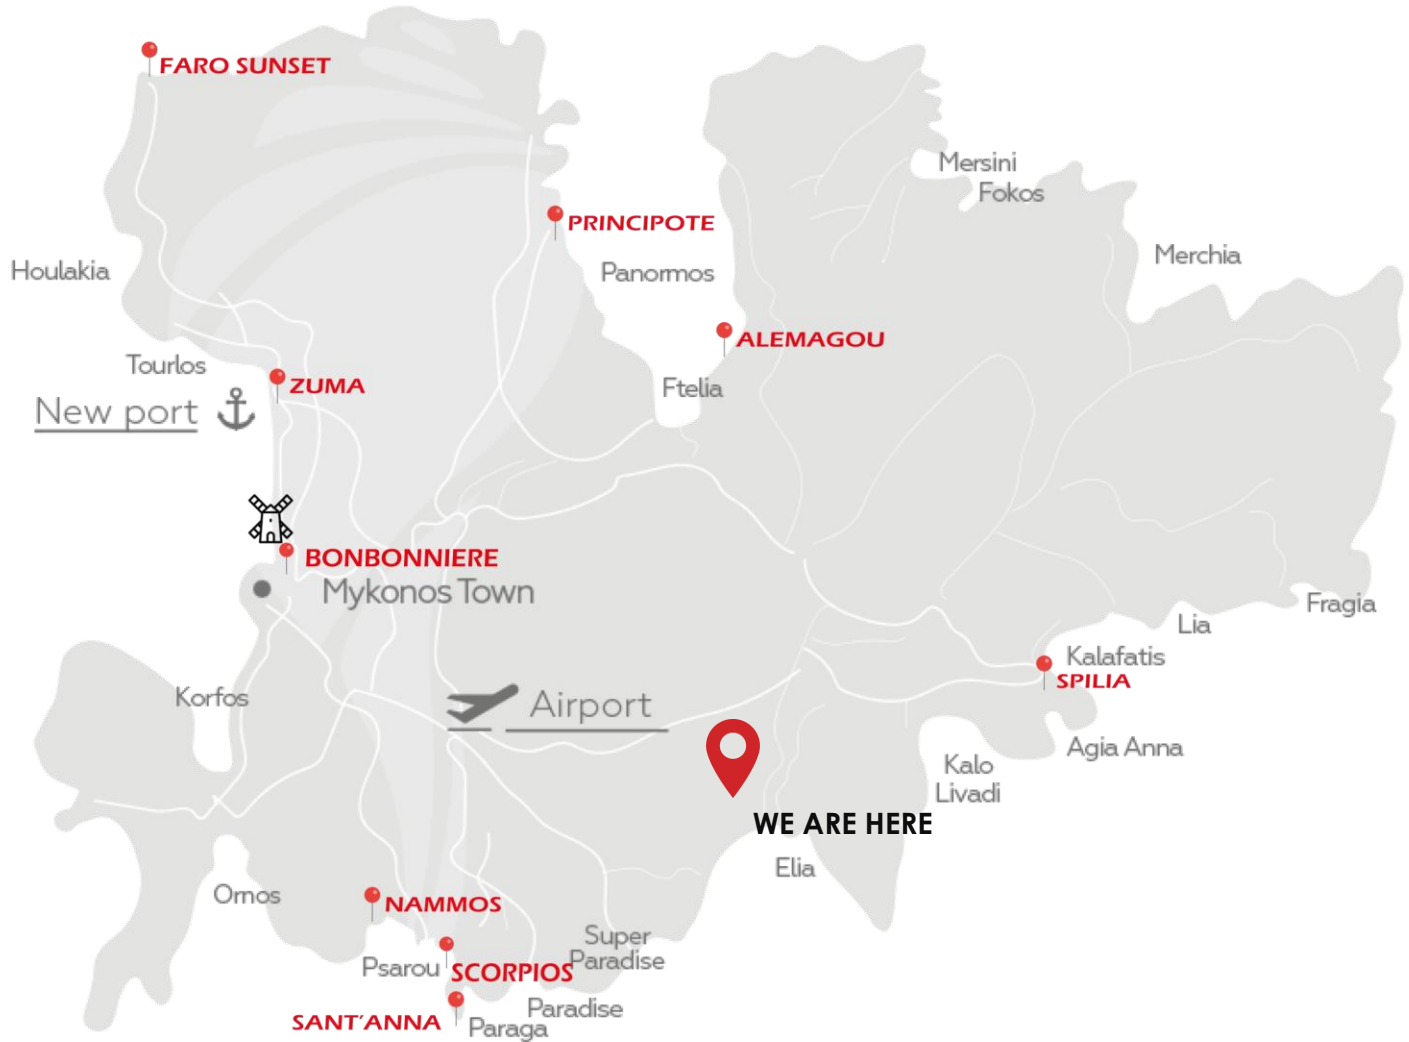 FARO SUNSET
Mersini
Fokos
PRINCIPOTE
Merchia
Houlakia
Panormos
ALEMAGOU
Tourlos
ZUMA
Ftelia
New port
BONBONNIERE
Mykonos Town
Fragia
Lia
Kalafatis
SPILIA
Korfos
Airport
Agia Anna
Kalo
Livadi
WE ARE HERE
Elia
Ornos
NAMMOS
Super
Paradise
Psarou
SCORPIOS
Paradise
SANT'ANNA
Paraga